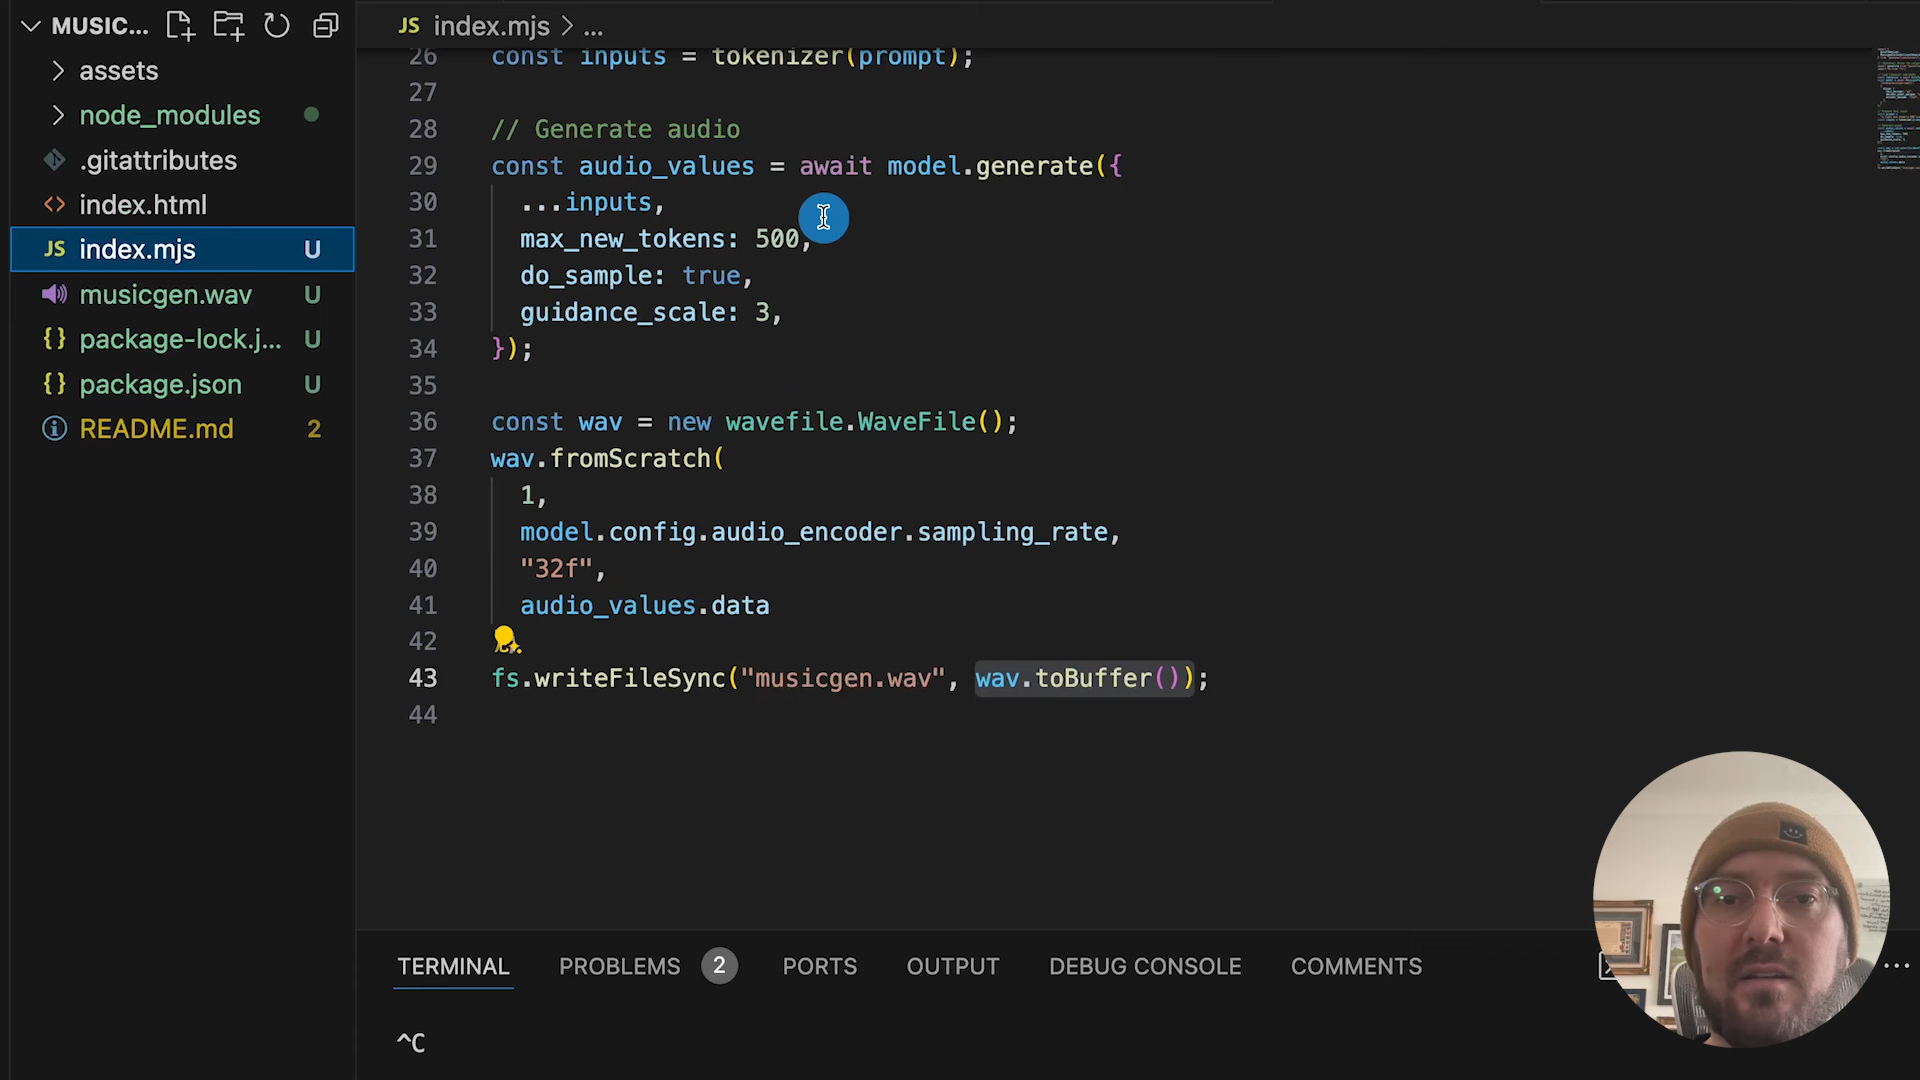 MUSIC...
assets
node_modules
.gitattributes
index.html
JS index.mjs U
musicgen.wav U
{} package-lock.j... U
{} package.json U
README.md 2
JS index.mjs > ...
26 const inputs = tokenizer(prompt);
27
28 // Generate audio
29 const audio_values = await model.generate({
30 ...inputs,
31 max_new_tokens: 500,
32 do_sample: true,
33 guidance_scale: 3,
34 });
35
36 const wav = new wavefile.WaveFile();
37 wav.fromScratch(
38 1,
39 model.config.audio_encoder.sampling_rate,
40 "32f",
41 audio_values.data
42
43 fs.writeFileSync("musicgen.wav", wav.toBuffer());
44
TERMINAL PROBLEMS 2 PORTS OUTPUT DEBUG CONSOLE COMMENTS ...
^C